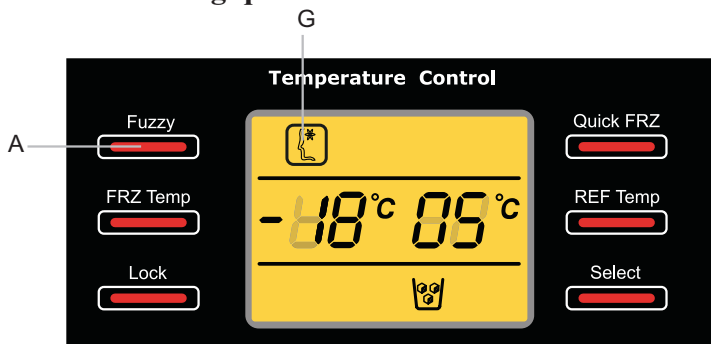 G
Temperature Control
A
Fuzzy
Quick FRZ
FRZ Temp
-18°C 05°C
REF Temp
Lock
Select